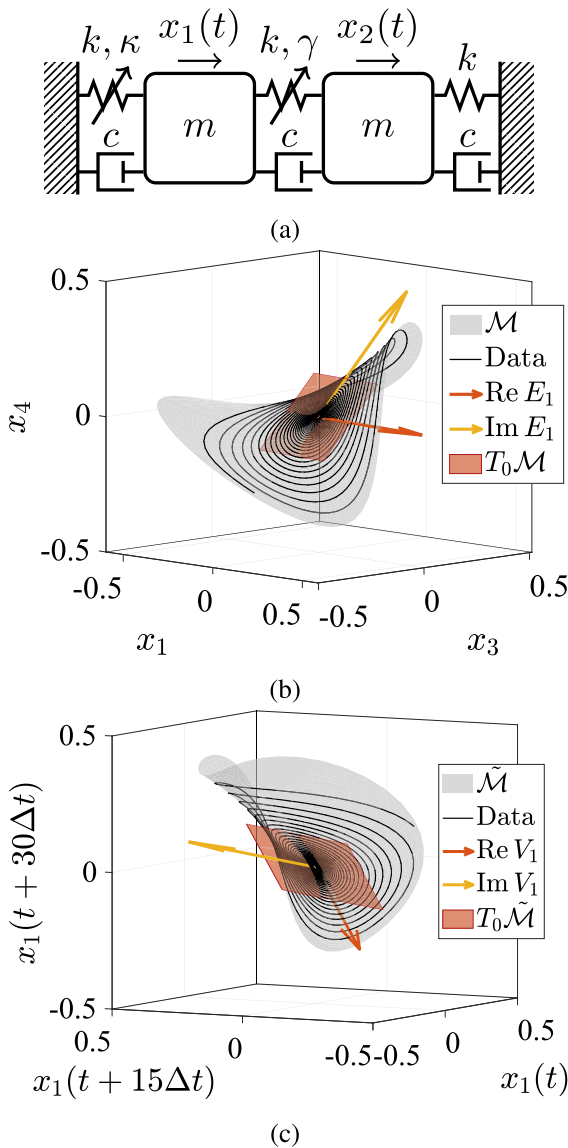 k, κ x₁(t) k, γ x₂(t) k
m m
c c c
(a)
0.5
𝓜
Data
Re E₁
Im E₁
T₀𝓜
x₄
0
-0.5
-0.5 0 0.5 -0.5 0 0.5
x₁ x₃
(b)
0.5
𝓜̃
Data
Re V₁
Im V₁
T₀𝓜̃
x₁(t + 30Δt)
0
-0.5
0.5 0 -0.5 -0.5 0 0.5
x₁(t + 15Δt) x₁(t)
(c)